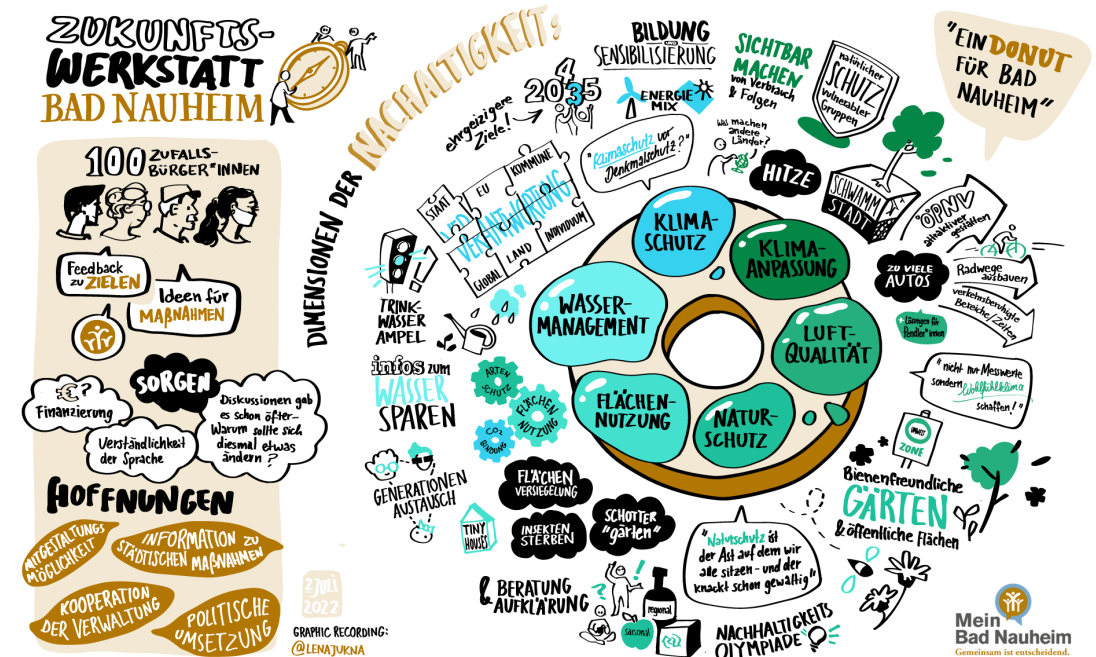 ZUKUNFTS-
WERKSTATT
BAD NAUHEIM
100 ZUFALLS-
BÜRGER*INNEN
Feedback
zu ZIELEN
Ideen für
MAẞNAHMEN
SORGEN
€?
Finanzierung
Verständlichkeit
der Sprache
Diskussionen gab
es schon öfter-
Warum sollte sich
diesmal etwas
ändern?
HOFFNUNGEN
MITGESTALTUNGS
MÖGLICHKEIT
INFORMATION ZU
STÄDTISCHEN MAẞNAHMEN
KOOPERATION
DER VERWALTUNG
POLITISCHE
UMSETZUNG
2. JULI
2022
GRAPHIC RECORDING:
@LENAJUKNA
DIMENSIONEN DER NACHALTIGKEIT:
ehrgeizigere
Ziele!
4
2035
BILDUNG
UND
SENSIBILISIERUNG
ENERGIE
MIX
"Klimaschutz vor
Denkmalschutz?"
SICHTBAR
MACHEN
von Verbrauch
& Folgen
Was machen
andere
Länder?
natürlicher
SCHUTZ
vulnerabler
Gruppen
HITZE
SCHWAMM
STADT
"EIN DONUT
FÜR BAD
NAUHEIM"
ÖPNV
attraktiver
gestalten
ZU VIELE
AUTOS
Radwege
ausbauen
verkehrsberuhigte
Bereiche/Zeiten
+Lösungen für
Pendler*innen
"nicht nur Messwerte
sondern Wohlfühlklima
schaffen!"
UMWELT
ZONE
Bienenfreundliche
GÄRTEN
& öffentliche Flächen
STAAT
EU
KOMMUNE
VERANTWORTUNG
GLOBAL
LAND
INDIVIDUUM
TRINK-
WASSER
AMPEL
infos zum
WASSER
SPAREN
ARTEN
SCHUTZ
FLÄCHEN
NUTZUNG
CO2
BINDUNG
GENERATIONEN
AUSTAUSCH
TINY
HOUSES
FLÄCHEN
VERSIEGELUNG
INSEKTEN
STERBEN
SCHOTTER
"gärten"
KLIMA-
SCHUTZ
KLIMA-
ANPASSUNG
WASSER-
MANAGEMENT
LUFT-
QUALITÄT
FLÄCHEN-
NUTZUNG
NATUR-
SCHUTZ
"Naturschutz ist
der Ast auf dem wir
alle sitzen - und der
knackt schon gewaltig"
& BERATUNG
AUFKLÄRUNG
regional
saisonal
NACHHALTIGKEITS
OLYMPIADE
Mein
Bad Nauheim
Gemeinsam ist entscheidend.